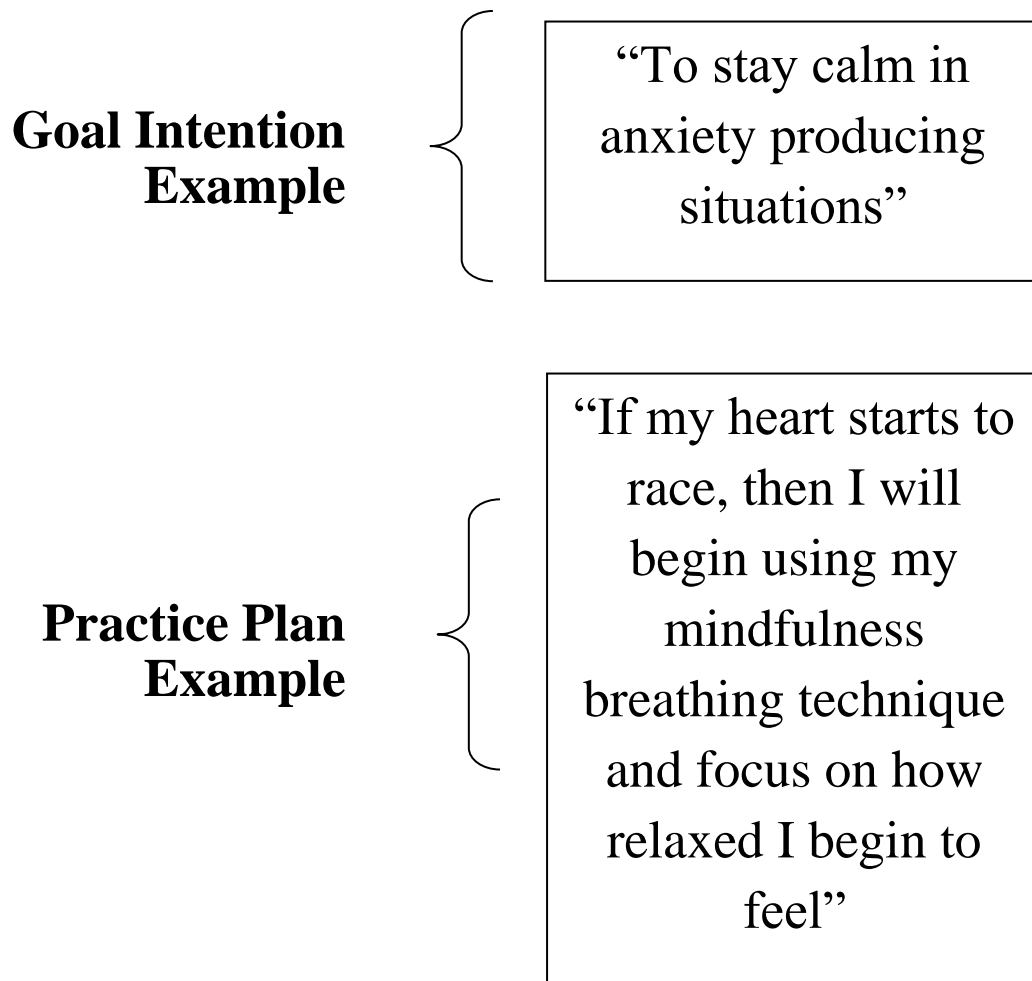 Goal Intention
Example
“To stay calm in
anxiety producing
situations”
Practice Plan
Example
“If my heart starts to
race, then I will
begin using my
mindfulness
breathing technique
and focus on how
relaxed I begin to
feel”